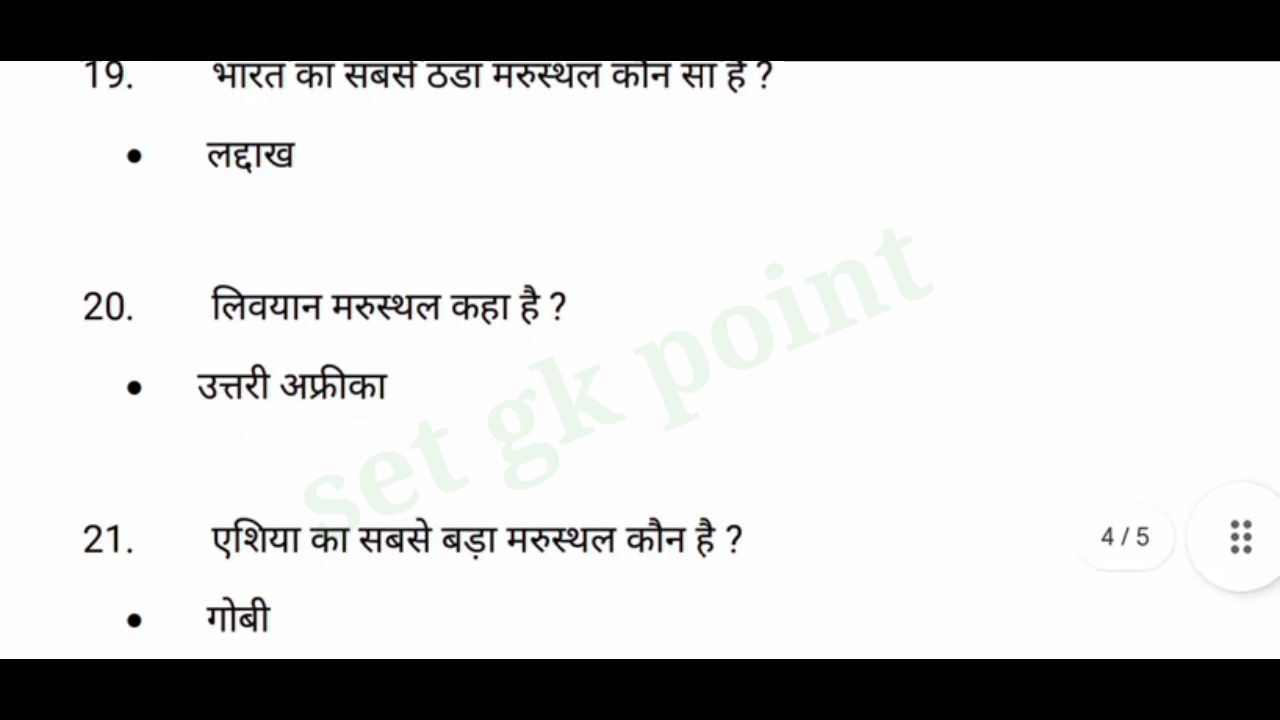 19. भारत का सबसे ठंडा मरुस्थल कौन सा है ?
• लद्दाख
20. लिवयान मरुस्थल कहा है ?
• उत्तरी अफ्रीका
set gk point
21. एशिया का सबसे बड़ा मरुस्थल कौन है ?
4 / 5
• गोबी